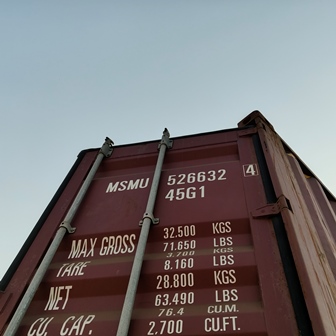 MSMU 526632 4
45G1
MAX GROSS 32.500 KGS
71.650 LBS
TARE 3.700 KGS
8.160 LBS
NET 28.800 KGS
63.490 LBS
CU. CAP. 76.4 CU.M.
2.700 CU.FT.